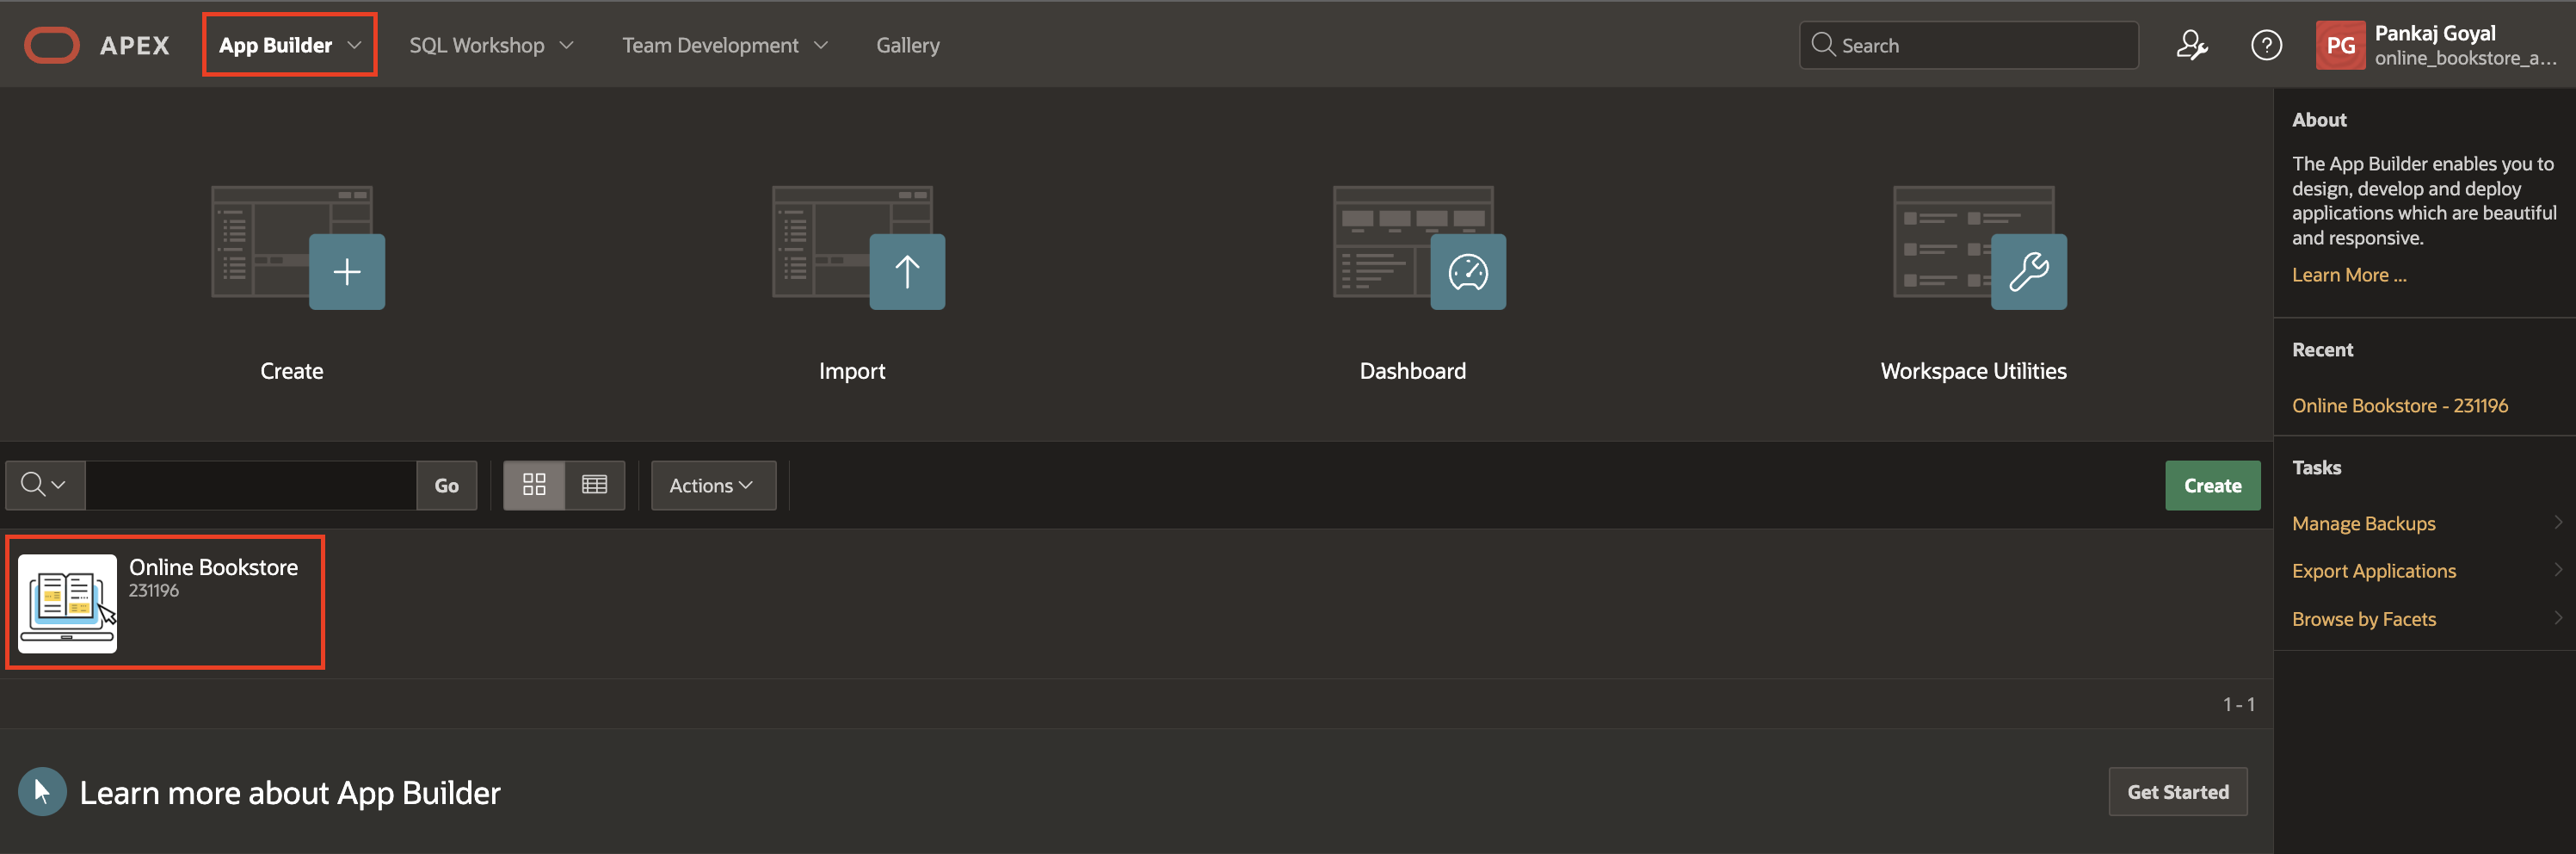 APEX
App Builder
SQL Workshop
Team Development
Gallery
Search
PG
Pankaj Goyal
online_bookstore_a...
Create
Import
Dashboard
Workspace Utilities
Go
Actions
Create
Online Bookstore
231196
1 - 1
Learn more about App Builder
Get Started
About
The App Builder enables you to
design, develop and deploy
applications which are beautiful
and responsive.
Learn More ...
Recent
Online Bookstore - 231196
Tasks
Manage Backups
Export Applications
Browse by Facets